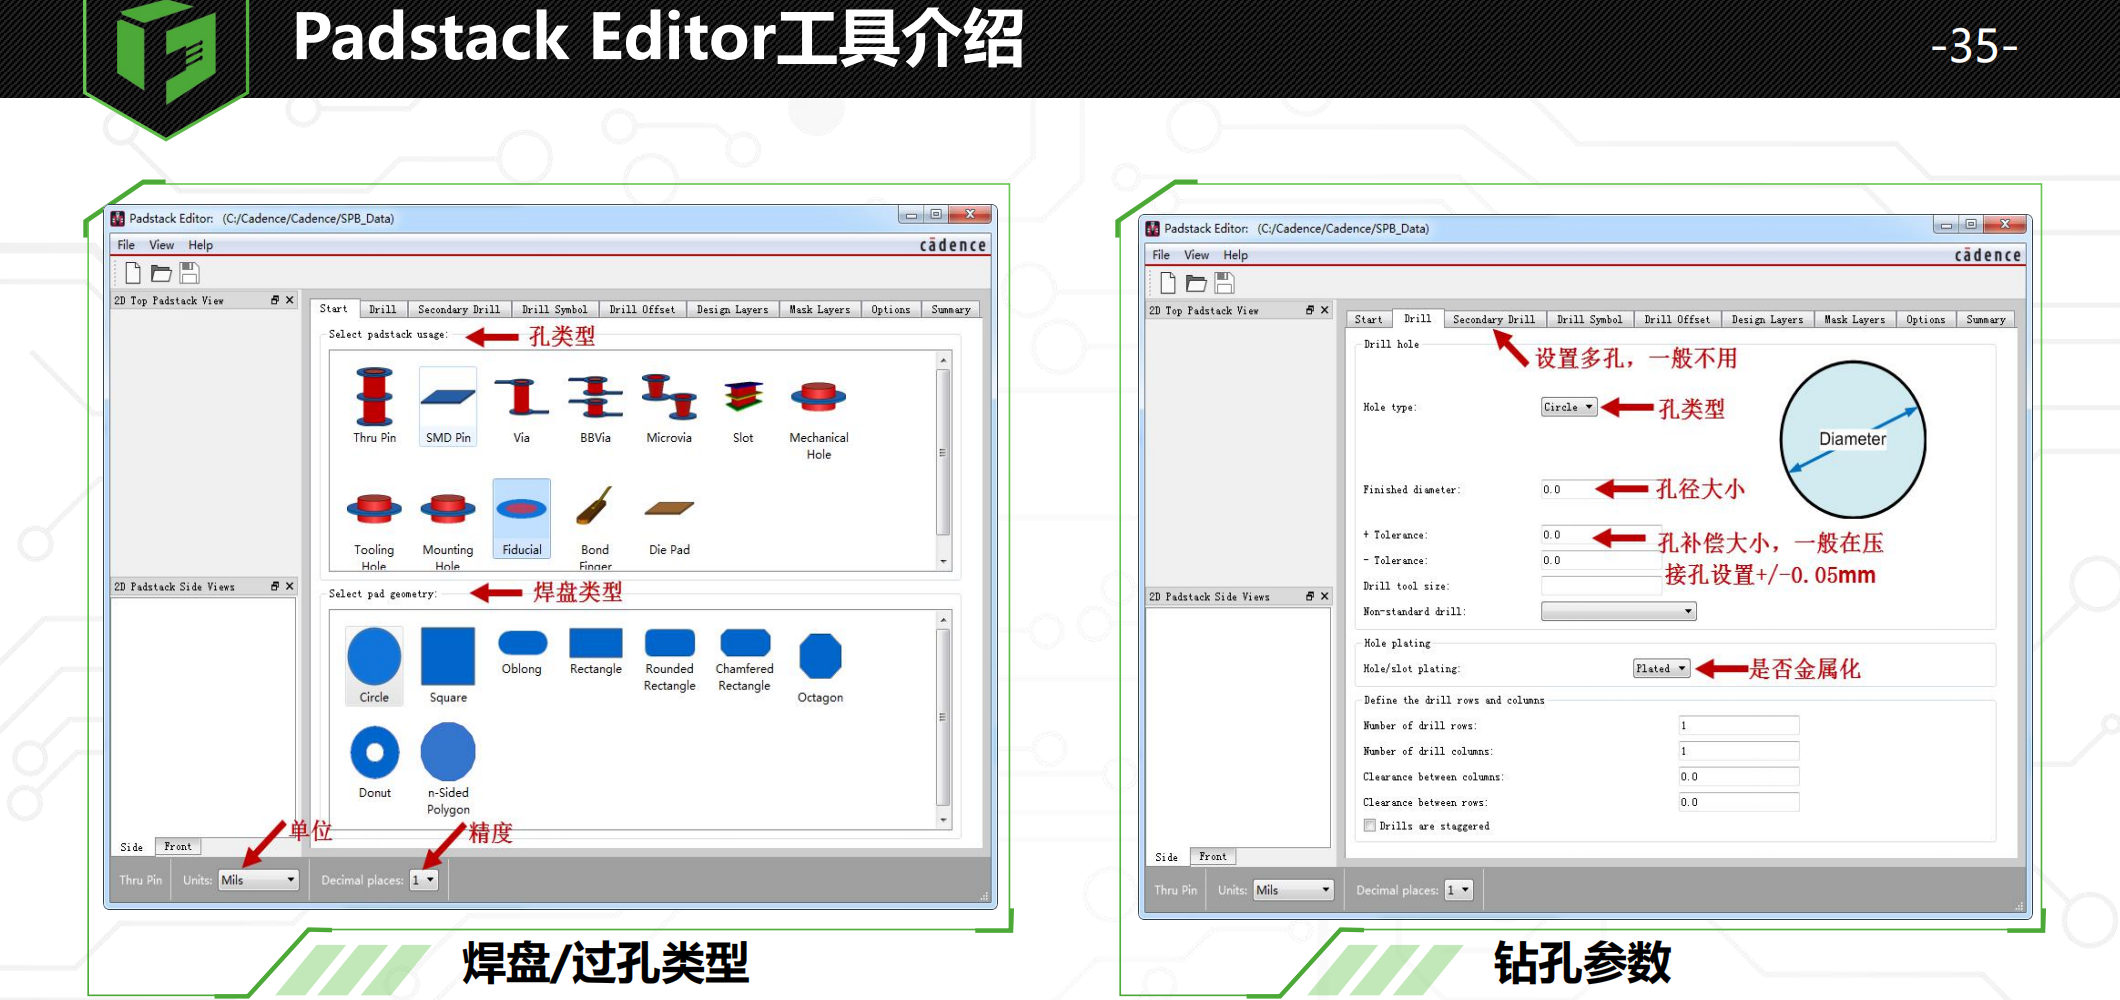 Padstack Editor工具介绍
-35-
Padstack Editor: (C:/Cadence/Cadence/SPB_Data)
File View Help
cādence
2D Top Padstack View
Start Drill Secondary Drill Drill Symbol Drill Offset Design Layers Mask Layers Options Summary
Select padstack usage:
孔类型
Thru Pin SMD Pin Via BBVia Microvia Slot Mechanical
Hole
Tooling Mounting Fiducial Bond Die Pad
Hole Hole Finger
2D Padstack Side Views
Select pad geometry:
焊盘类型
Oblong Rectangle Rounded Chamfered
Rectangle Rectangle
Circle Square Octagon
Donut n-Sided
Polygon
单位
精度
Side Front
Thru Pin Units: Mils Decimal places: 1
焊盘/过孔类型
Padstack Editor: (C:/Cadence/Cadence/SPB_Data)
File View Help
cādence
2D Top Padstack View
Start Drill Secondary Drill Drill Symbol Drill Offset Design Layers Mask Layers Options Summary
Drill hole
设置多孔，一般不用
Hole type: Circle
孔类型
Diameter
Finished diameter: 0.0
孔径大小
+ Tolerance: 0.0
孔补偿大小，一般在压
- Tolerance: 0.0
接孔设置+/-0.05mm
Drill tool size:
Non-standard drill:
2D Padstack Side Views
Hole plating
Hole/slot plating: Plated
是否金属化
Define the drill rows and columns
Number of drill rows: 1
Number of drill columns: 1
Clearance between columns: 0.0
Clearance between rows: 0.0
Drills are staggered
Side Front
Thru Pin Units: Mils Decimal places: 1
钻孔参数